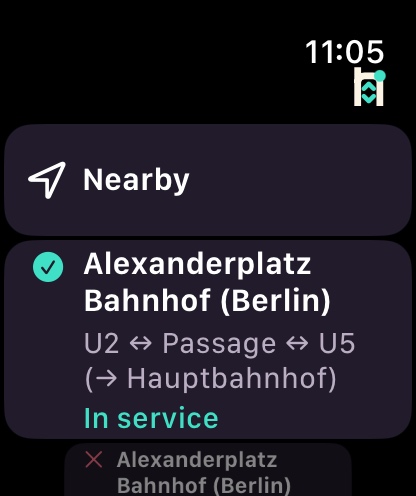 11:05
Nearby
Alexanderplatz
Bahnhof (Berlin)
U2 ↔ Passage ↔ U5
(→ Hauptbahnhof)
In service
Alexanderplatz
Bahnhof (Berlin)